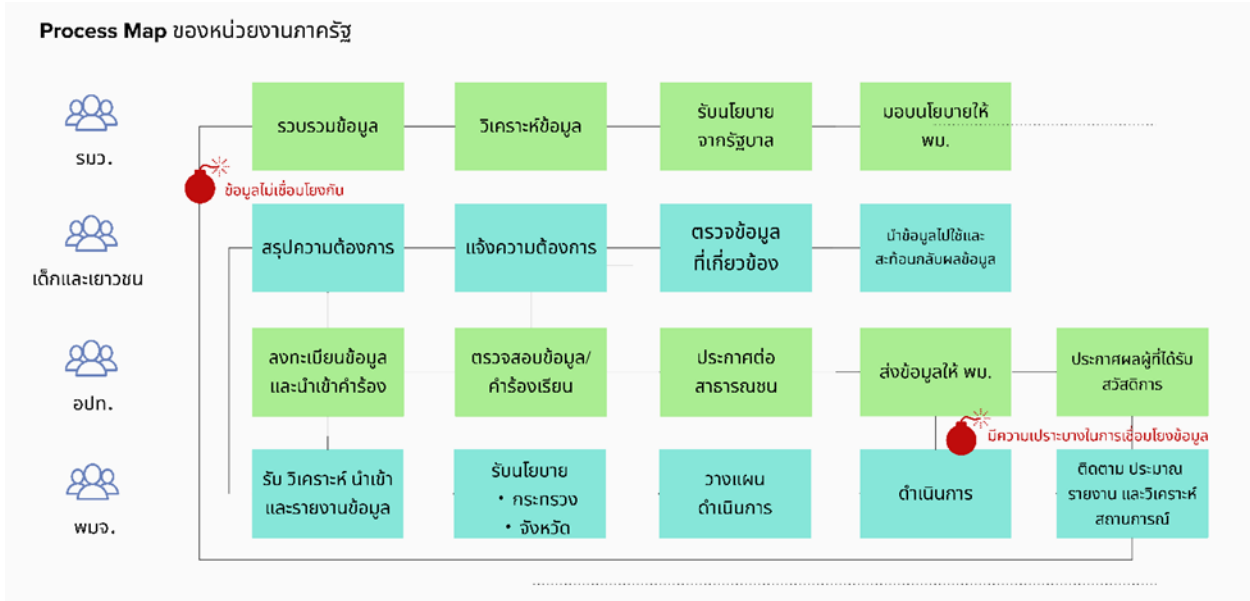 Process Map ของหน่วยงานภาครัฐ
รมว.
รวบรวมข้อมูล
วิเคราะห์ข้อมูล
รับนโยบาย
จากรัฐบาล
มอบนโยบายให้
พม.
ข้อมูลไม่เชื่อมโยงกัน
เด็กและเยาวชน
สรุปความต้องการ
แจ้งความต้องการ
ตรวจข้อมูล
ที่เกี่ยวข้อง
นำข้อมูลไปใช้และ
สะท้อนกลับผลข้อมูล
อปท.
ลงทะเบียนข้อมูล
และนำเข้าคำร้อง
ตรวจสอบข้อมูล/
คำร้องเรียน
ประกาศต่อ
สาธารณชน
ส่งข้อมูลให้ พม.
ประกาศผลผู้ที่ได้รับ
สวัสดิการ
มีความเปราะบางในการเชื่อมโยงข้อมูล
พมจ.
รับ วิเคราะห์ นำเข้า
และรายงานข้อมูล
รับนโยบาย
• กระทรวง
• จังหวัด
วางแผน
ดำเนินการ
ดำเนินการ
ติดตาม ประมาณ
รายงาน และวิเคราะห์
สถานการณ์